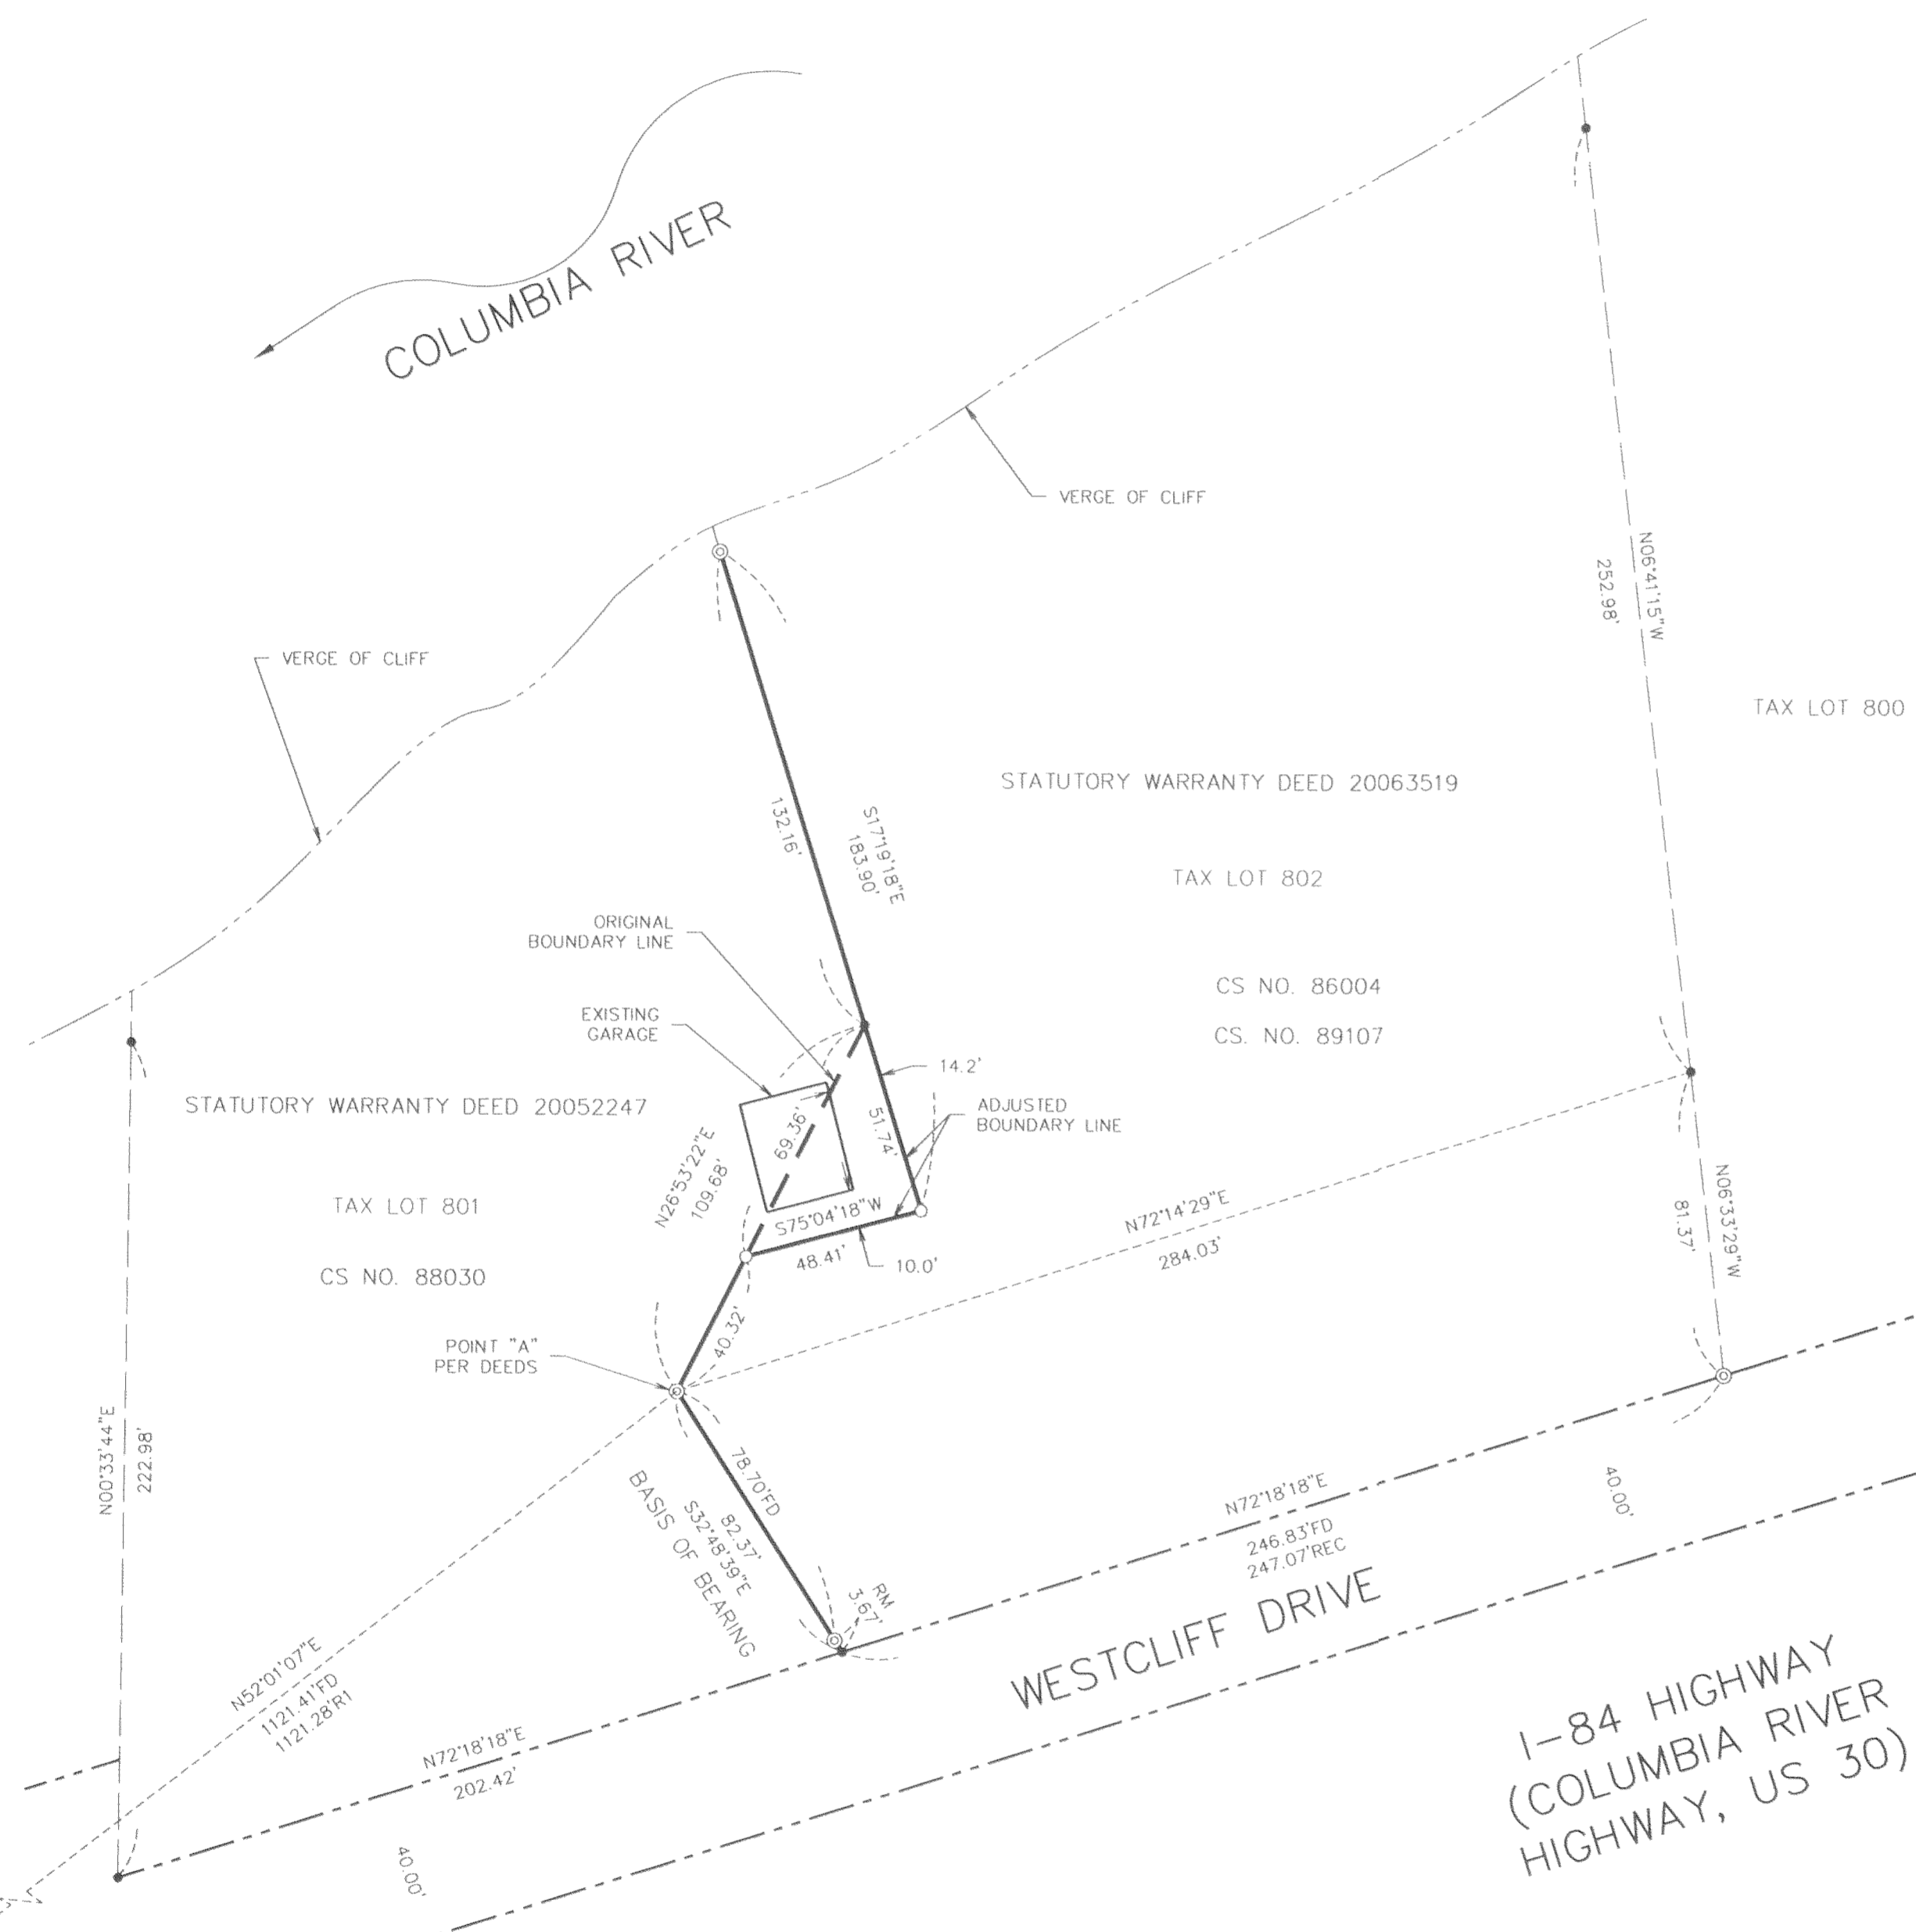 COLUMBIA RIVER
VERGE OF CLIFF
VERGE OF CLIFF
N06°41'15"W
252.98'
TAX LOT 800
STATUTORY WARRANTY DEED 20063519
132.16'
S17°19'18"E
183.90'
TAX LOT 802
ORIGINAL
BOUNDARY LINE
CS NO. 86004
EXISTING
GARAGE
CS. NO. 89107
14.2'
STATUTORY WARRANTY DEED 20052247
ADJUSTED
BOUNDARY LINE
69.36'
51.74'
N26°53'22"E
109.68'
TAX LOT 801
S75°04'18"W
48.41'
10.0'
N72°14'29"E
284.03'
N06°33'29"W
81.37'
CS NO. 88030
40.32'
POINT "A"
PER DEEDS
N00°33'44"E
222.98'
78.70'FD
82.37'
S32°48'39"E
BASIS OF BEARING
RM
3.67'
N72°18'18"E
246.83'FD
247.07'REC
40.00'
WESTCLIFF DRIVE
N52°01'07"E
1121.41'FD
1121.28'R1
N72°18'18"E
202.42'
40.00'
I-84 HIGHWAY
(COLUMBIA RIVER
HIGHWAY, US 30)